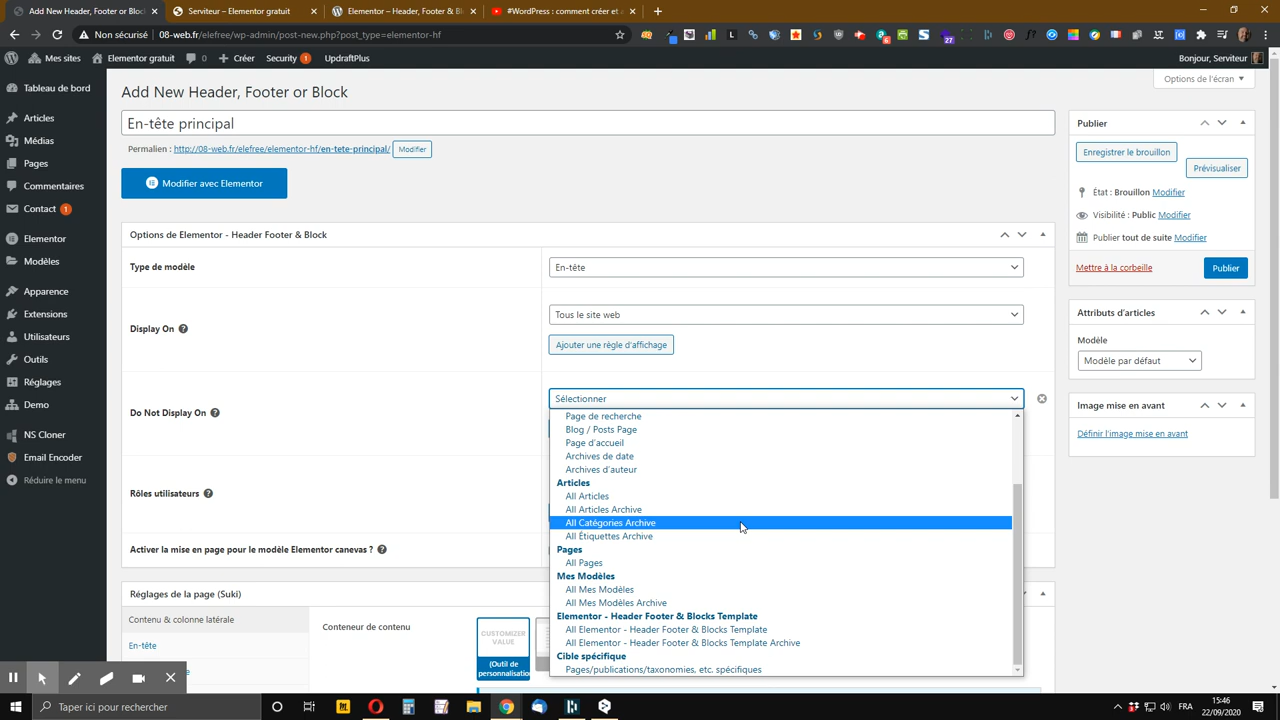 Add New Header, Footer or Block
Serviteur – Elementor gratuit
Elementor – Header, Footer & Bl
#WordPress : comment créer et
Non sécurisé
08-web.fr/elefree/wp-admin/post-new.php?post_type=elementor-hf
Mes sites
Elementor gratuit
0
Créer
Security 1
UpdraftPlus
Bonjour, Serviteur
Options de l'écran
Tableau de bord
Articles
Médias
Pages
Commentaires
Contact 1
Elementor
Modèles
Apparence
Extensions
Utilisateurs
Outils
Réglages
Demo
NS Cloner
Email Encoder
Réduire le menu
Add New Header, Footer or Block
En-tête principal
Permalien : http://08-web.fr/elefree/elementor-hf/en-tete-principal/ Modifier
Modifier avec Elementor
Options de Elementor - Header Footer & Block
Type de modèle
En-tête
Display On
Tous le site web
Ajouter une règle d'affichage
Do Not Display On
Sélectionner
Page de recherche
Blog / Posts Page
Page d'accueil
Archives de date
Archives d'auteur
Articles
All Articles
All Articles Archive
All Catégories Archive
All Étiquettes Archive
Pages
All Pages
Mes Modèles
All Mes Modèles
All Mes Modèles Archive
Elementor - Header Footer & Blocks Template
All Elementor - Header Footer & Blocks Template
All Elementor - Header Footer & Blocks Template Archive
Cible spécifique
Pages/publications/taxonomies, etc. spécifiques
Rôles utilisateurs
Activer la mise en page pour le modèle Elementor canevas ?
Réglages de la page (Suki)
Contenu & colonne latérale
En-tête
Conteneur de contenu
CUSTOMIZER
VALUE
(Outil de
personnalisatio
Publier
Enregistrer le brouillon
Prévisualiser
État : Brouillon Modifier
Visibilité : Public Modifier
Publier tout de suite Modifier
Mettre à la corbeille
Publier
Attributs d'articles
Modèle
Modèle par défaut
Image mise en avant
Définir l'image mise en avant
Taper ici pour rechercher
FRA
15:46
22/09/2020